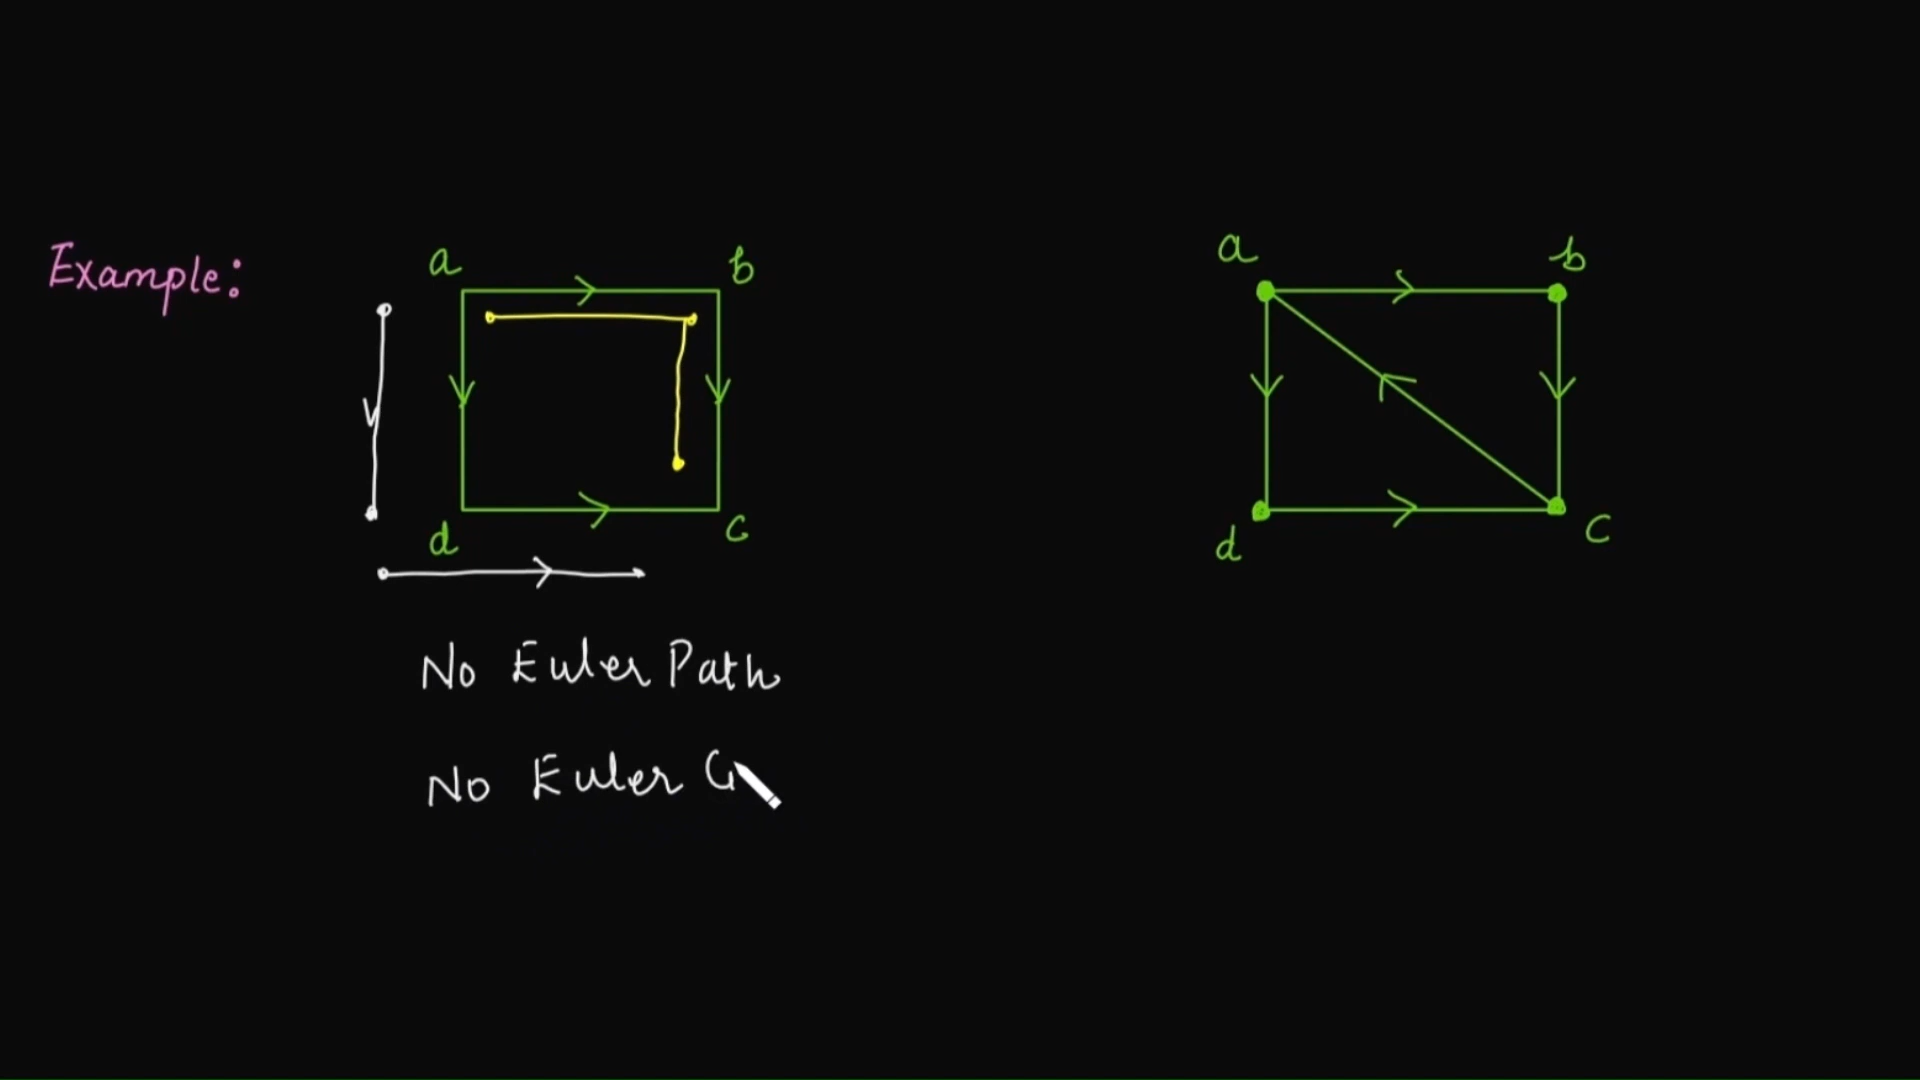 Example:
a b
d c
No Euler Path
No Euler C
a b
d c